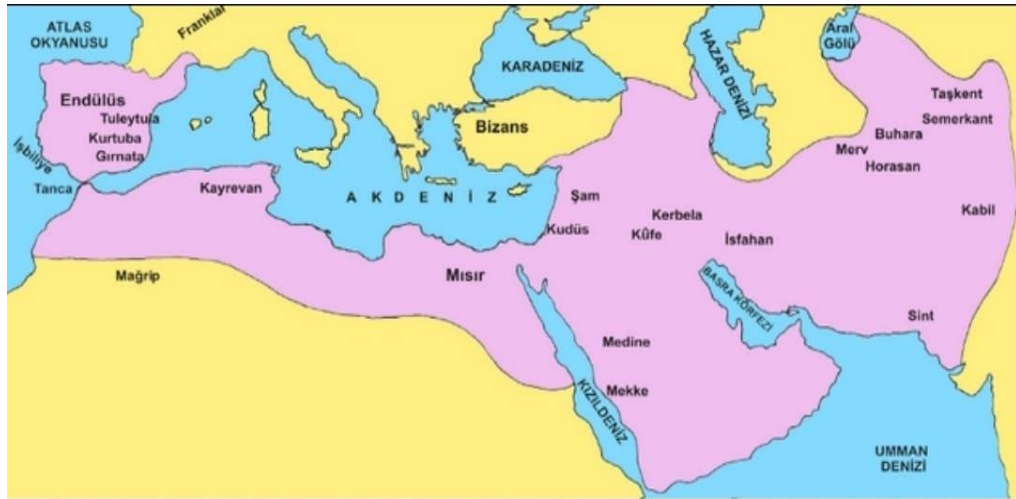 ATLAS
OKYANUSU
Franklar
KARADENİZ
HAZAR DENİZİ
Aral
Gölü
Endülüs
Tuleytula
Kurtuba
Gırnata
İşbiliye
Tanca
Kayrevan
Bizans
AKDENİZ
Taşkent
Semerkant
Buhara
Merv
Horasan
Kabil
Şam
Kudüs
Kerbela
Kûfe
İsfahan
Mağrip
Mısır
BASRA KÖRFEZİ
Sint
Medine
Mekke
KIZILDENİZ
UMMAN
DENİZİ